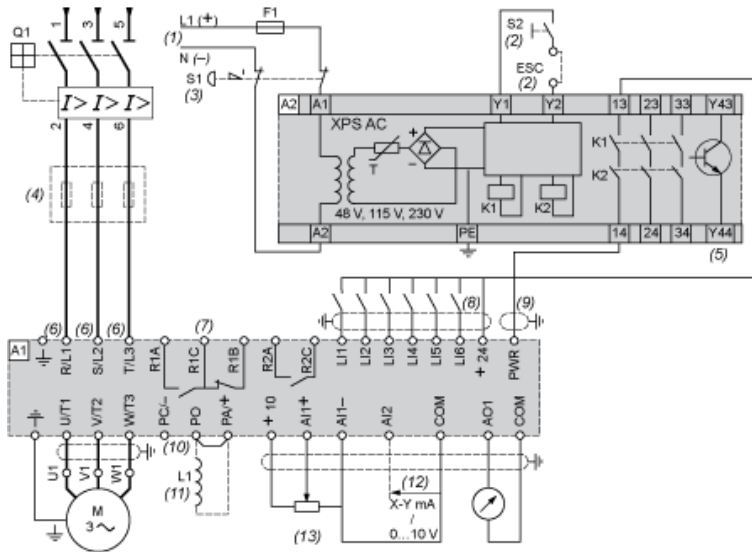 1 3 5
Q1
I> I> I>
2 4 6
(4)
L1 (+)
F1
(1)
N (–)
S1
(3)
S2
(2)
ESC
(2)
A2 A1 Y1 Y2 13 23 33 Y43
XPS AC
+
T
–
K1
K2
K1 K2
48 V, 115 V, 230 V
A2 PE 14 24 34 Y44
(5)
(6) (6) (6) (7) (8) (9)
A1
R/L1 S/L2 T/L3 R1A R1C R1B R2A R2C LI1 LI2 LI3 LI4 LI5 LI6 + 24 PWR
U/T1 V/T2 W/T3 PC/– PO PA/+ + 10 AI1+ AI1– AI2 COM AO1 COM
(10)
U1 V1 W1
L1
(11)
(12)
X-Y mA
/
0...10 V
M
3
(13)